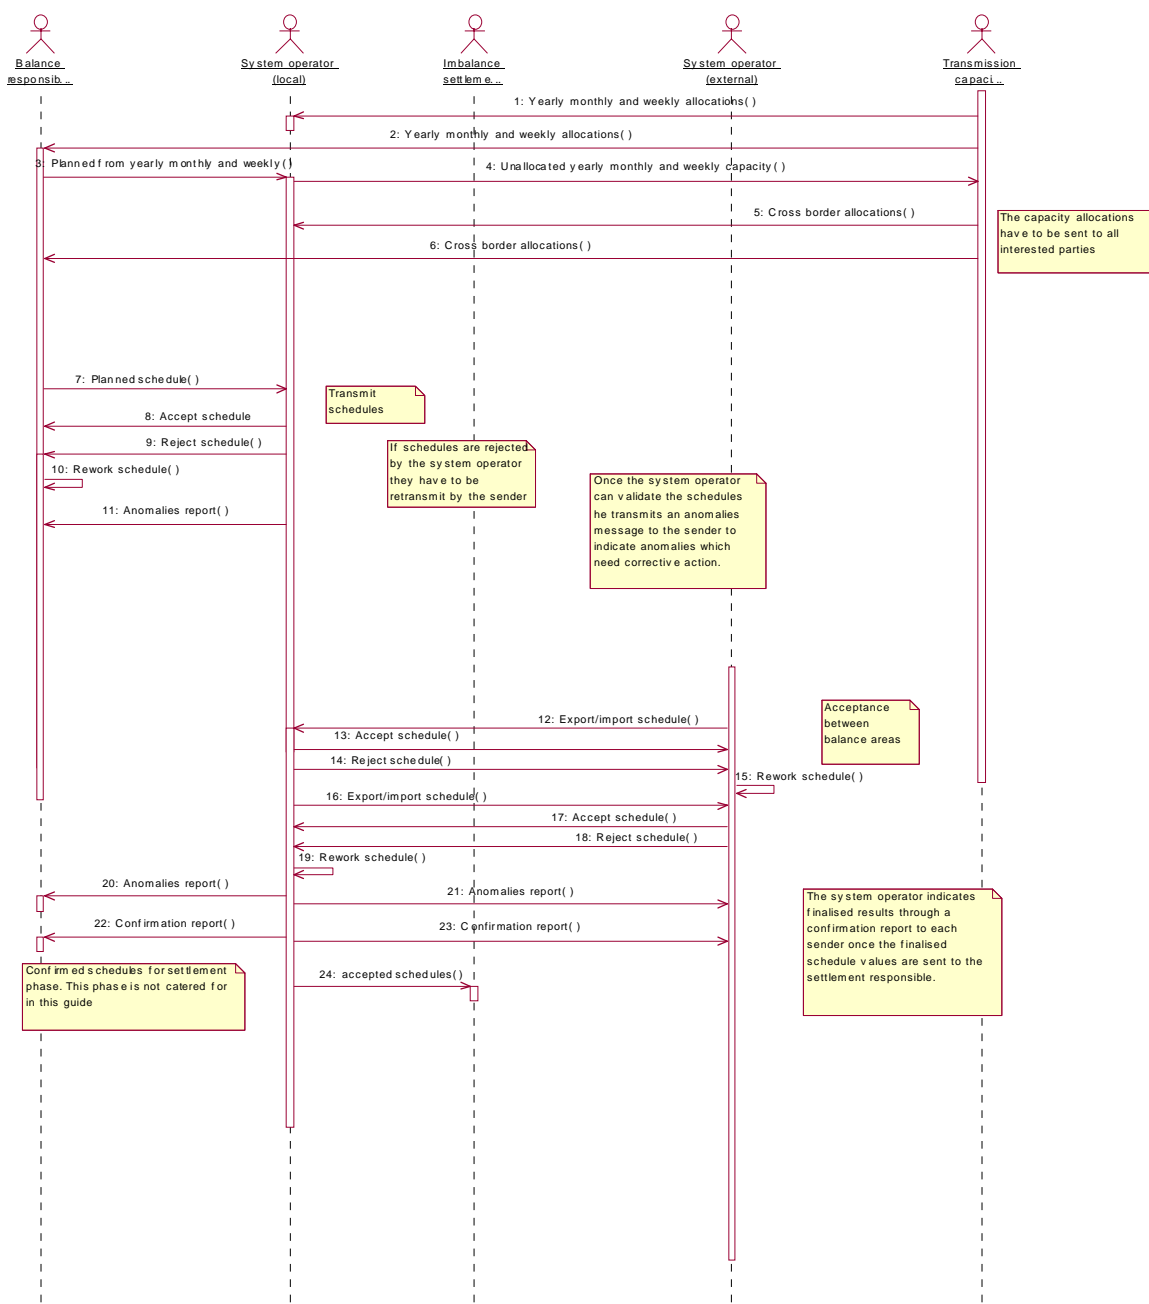 Balance
responsib...
System operator
(local)
Imbalance
settleme...
System operator
(external)
Transmission
capaci...
1: Yearly monthly and weekly allocations( )
2: Yearly monthly and weekly allocations( )
3: Planned from yearly monthly and weekly( )
4: Unallocated yearly monthly and weekly capacity( )
5: Cross border allocations( )
The capacity allocations
have to be sent to all
interested parties
6: Cross border allocations( )
7: Planned schedule( )
Transmit
schedules
8: Accept schedule
9: Reject schedule( )
If schedules are rejected
by the system operator
they have to be
retransmit by the sender
10: Rework schedule( )
Once the system operator
can validate the schedules
he transmits an anomalies
message to the sender to
indicate anomalies which
need corrective action.
11: Anomalies report( )
12: Export/import schedule( )
Acceptance
between
balance areas
13: Accept schedule( )
14: Reject schedule( )
15: Rework schedule( )
16: Export/import schedule( )
17: Accept schedule( )
18: Reject schedule( )
19: Rework schedule( )
20: Anomalies report( )
21: Anomalies report( )
The system operator indicates
finalised results through a
confirmation report to each
sender once the finalised
schedule values are sent to the
settlement responsible.
22: Confirmation report( )
23: Confirmation report( )
Confirmed schedules for settlement
phase. This phase is not catered for
in this guide
24: accepted schedules( )